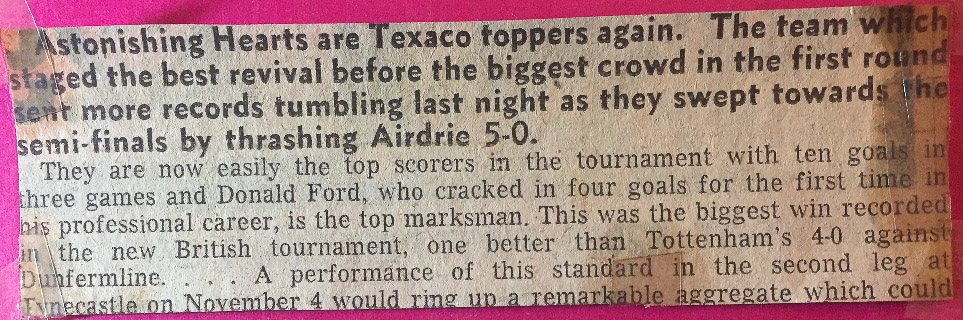 Astonishing Hearts are Texaco toppers again. The team which
staged the best revival before the biggest crowd in the first round
sent more records tumbling last night as they swept towards the
semi-finals by thrashing Airdrie 5-0.
They are now easily the top scorers in the tournament with ten goals in
three games and Donald Ford, who cracked in four goals for the first time in
his professional career, is the top marksman. This was the biggest win recorded
in the new British tournament, one better than Tottenham's 4-0 against
Dunfermline. . . . A performance of this standard in the second leg at
Tynecastle on November 4 would ring up a remarkable aggregate which could